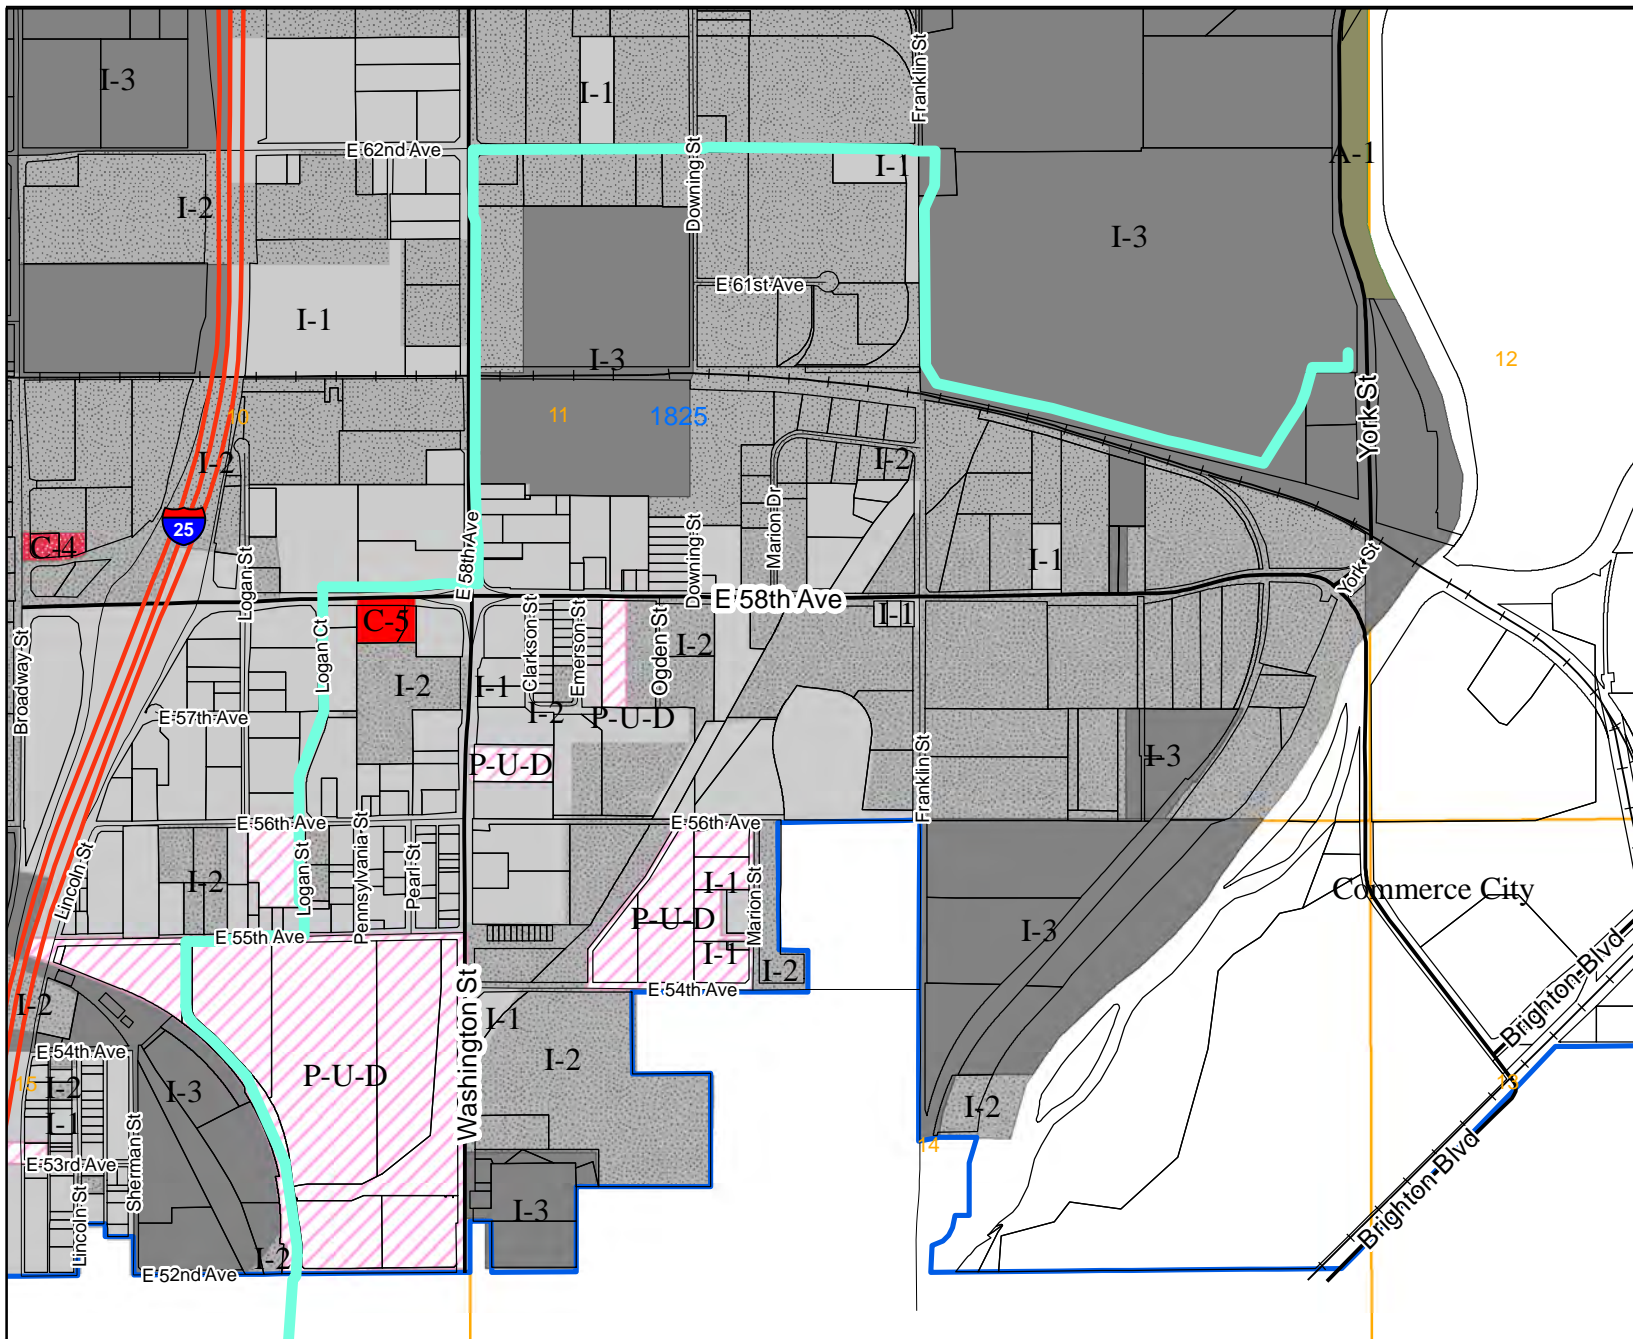 I-3
I-1
Franklin St
E 62nd Ave
Downing St
I-1
A-1
I-2
I-3
E 61st Ave
I-1
I-3
12
10
11
1825
York St
I-2
I-2
Marion Dr
25
C-4
E 58th Ave
Downing St
Logan St
I-1
York St
E 58th Ave
I-1
C-5
Logan Ct
Broadway St
Clarkson St
Emerson St
Ogden St
I-2
I-2
I-1
I-2
P-U-D
E 57th Ave
P-U-D
I-3
Franklin St
E 56th Ave
E 56th Ave
Lincoln St
I-2
Logan St
Pennsylvania St
Pearl St
I-1
Marion St
P-U-D
I-1
Commerce City
E 55th Ave
I-3
I-2
E 54th Ave
Washington St
Brighton Blvd
I-2
I-1
E 54th Ave
I-2
P-U-D
15
I-2
I-3
13
I-1
I-2
14
E 53rd Ave
Sherman St
Lincoln St
I-3
Brighton Blvd
I-2
E 52nd Ave